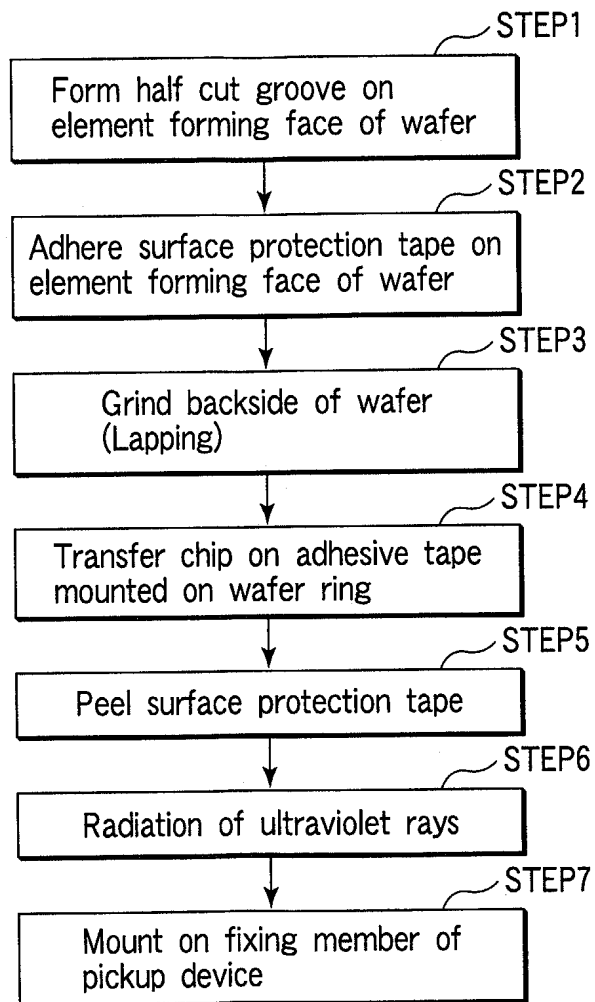 STEP1
Form half cut groove on
element forming face of wafer
STEP2
Adhere surface protection tape on
element forming face of wafer
STEP3
Grind backside of wafer
(Lapping)
STEP4
Transfer chip on adhesive tape
mounted on wafer ring
STEP5
Peel surface protection tape
STEP6
Radiation of ultraviolet rays
STEP7
Mount on fixing member of
pickup device